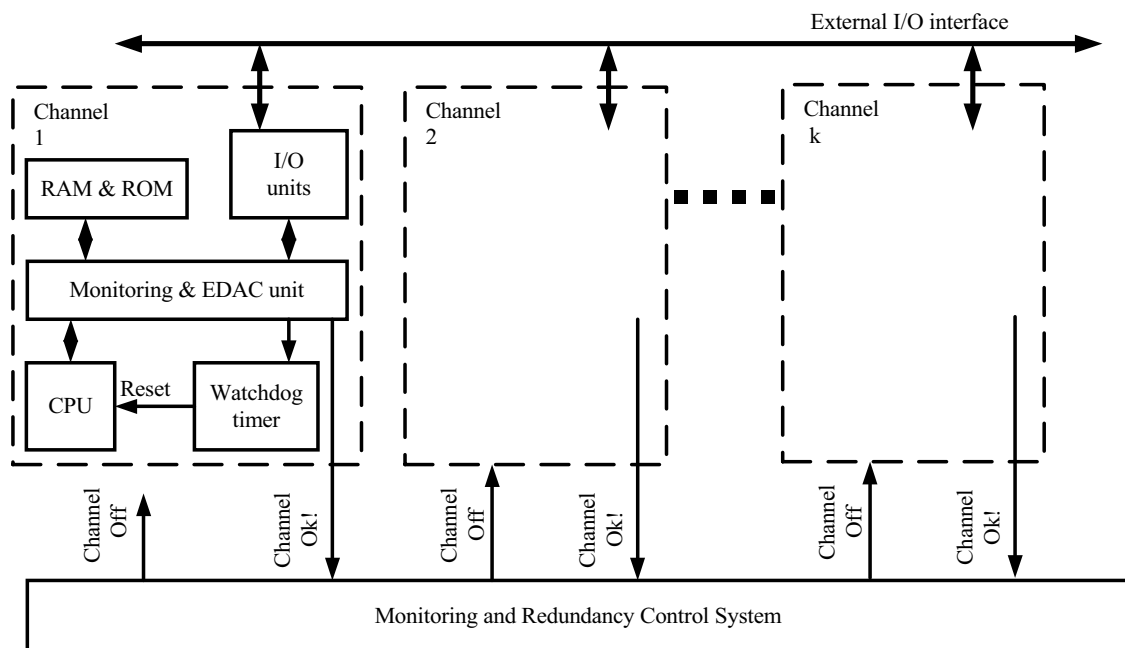 External I/O interface
Channel
1
Channel
2
Channel
k
RAM & ROM
I/O
units
Monitoring & EDAC unit
CPU
Reset
Watchdog
timer
Channel
Off
Channel
Ok!
Channel
Off
Channel
Ok!
Channel
Off
Channel
Ok!
Monitoring and Redundancy Control System